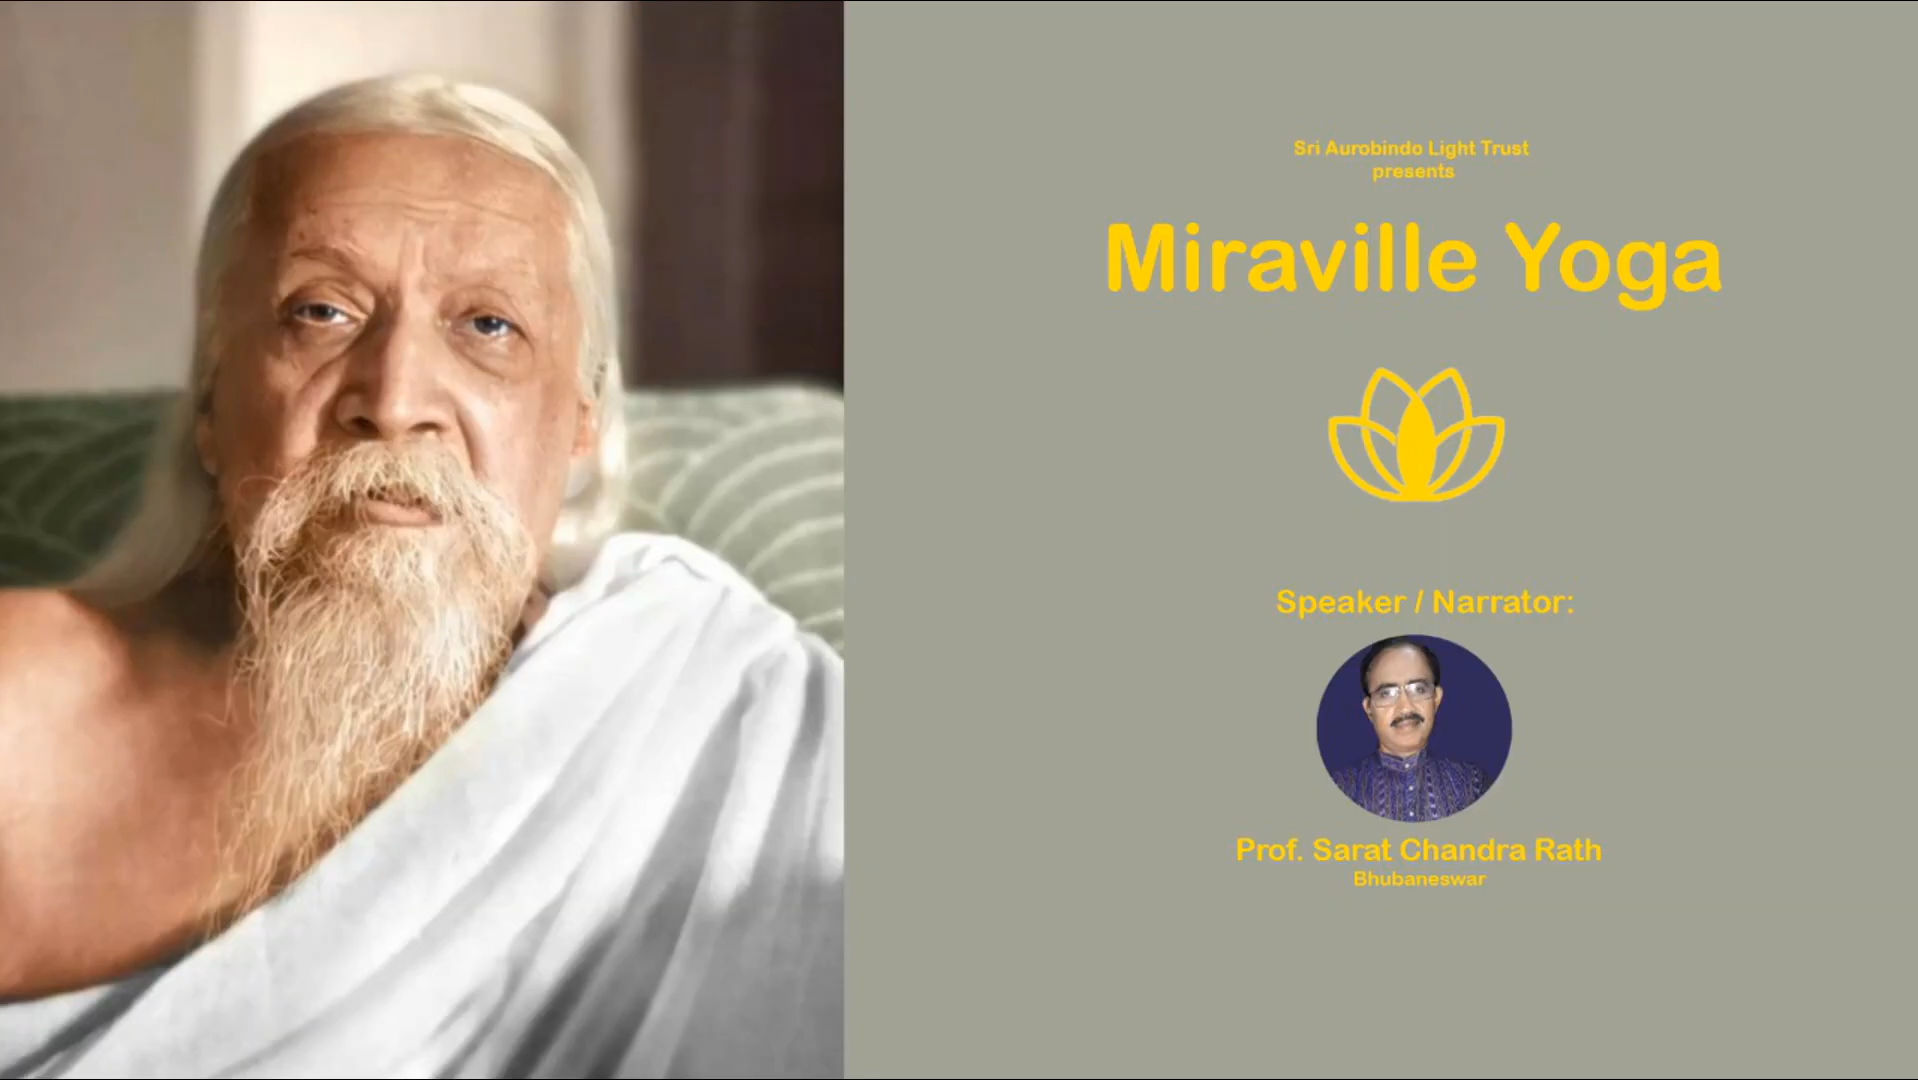 Sri Aurobindo Light Trust
presents
Miraville Yoga
Speaker / Narrator:
Prof. Sarat Chandra Rath
Bhubaneswar